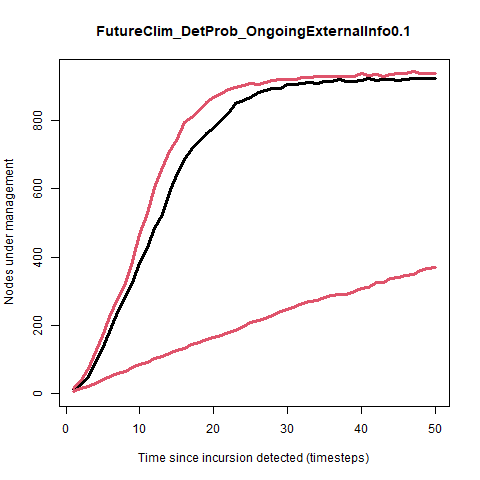 FutureClim_DetProb_OngoingExternalInfo0.1
Nodes under management
800
600
400
200
0
0 10 20 30 40 50
Time since incursion detected (timesteps)